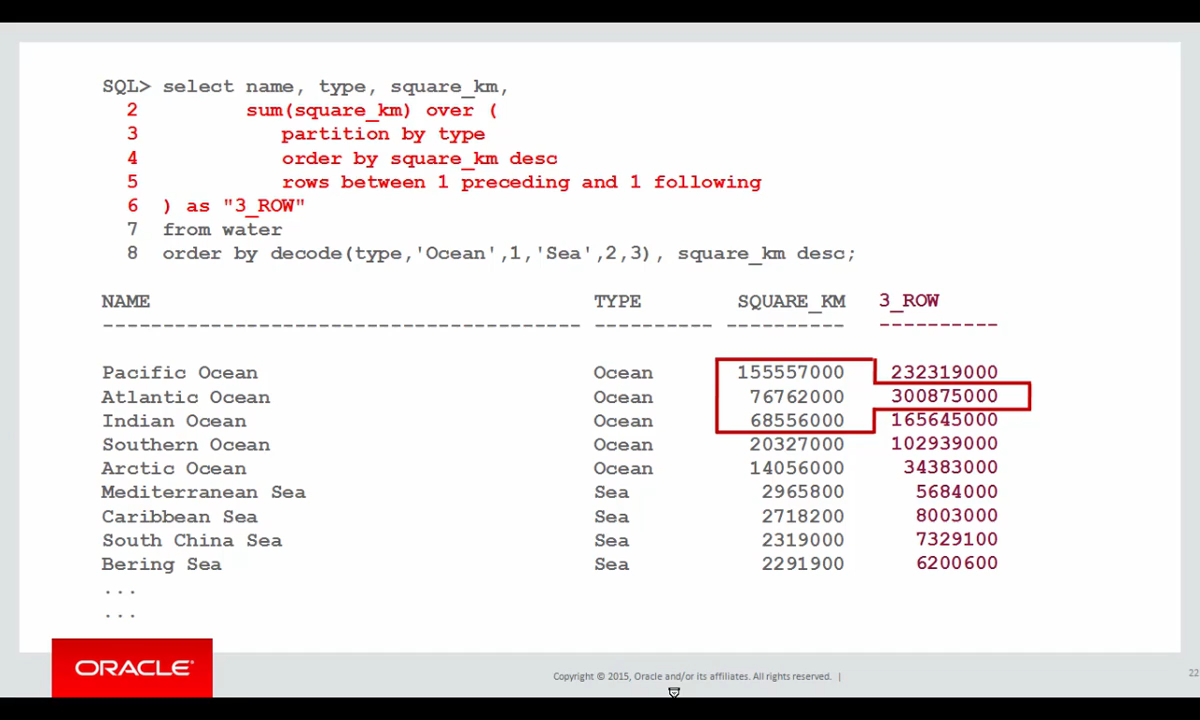 SQL> select name, type, square_km,
2 sum(square_km) over (
3 partition by type
4 order by square_km desc
5 rows between 1 preceding and 1 following
6 ) as "3_ROW"
7 from water
8 order by decode(type,'Ocean',1,'Sea',2,3), square_km desc;
NAME TYPE SQUARE_KM 3_ROW
---------------------------------------- ---------- ---------- ----------
Pacific Ocean Ocean 155557000 232319000
Atlantic Ocean Ocean 76762000 300875000
Indian Ocean Ocean 68556000 165645000
Southern Ocean Ocean 20327000 102939000
Arctic Ocean Ocean 14056000 34383000
Mediterranean Sea Sea 2965800 5684000
Caribbean Sea Sea 2718200 8003000
South China Sea Sea 2319000 7329100
Bering Sea Sea 2291900 6200600
...
...
ORACLE
Copyright © 2015, Oracle and/or its affiliates. All rights reserved. |
22